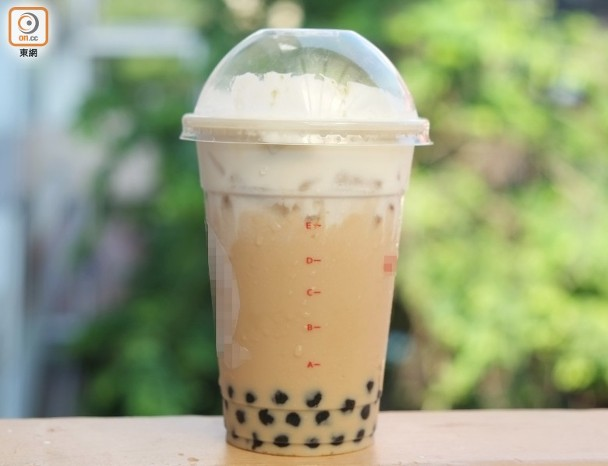 on.cc
東網
E—
D—
C—
B—
A—